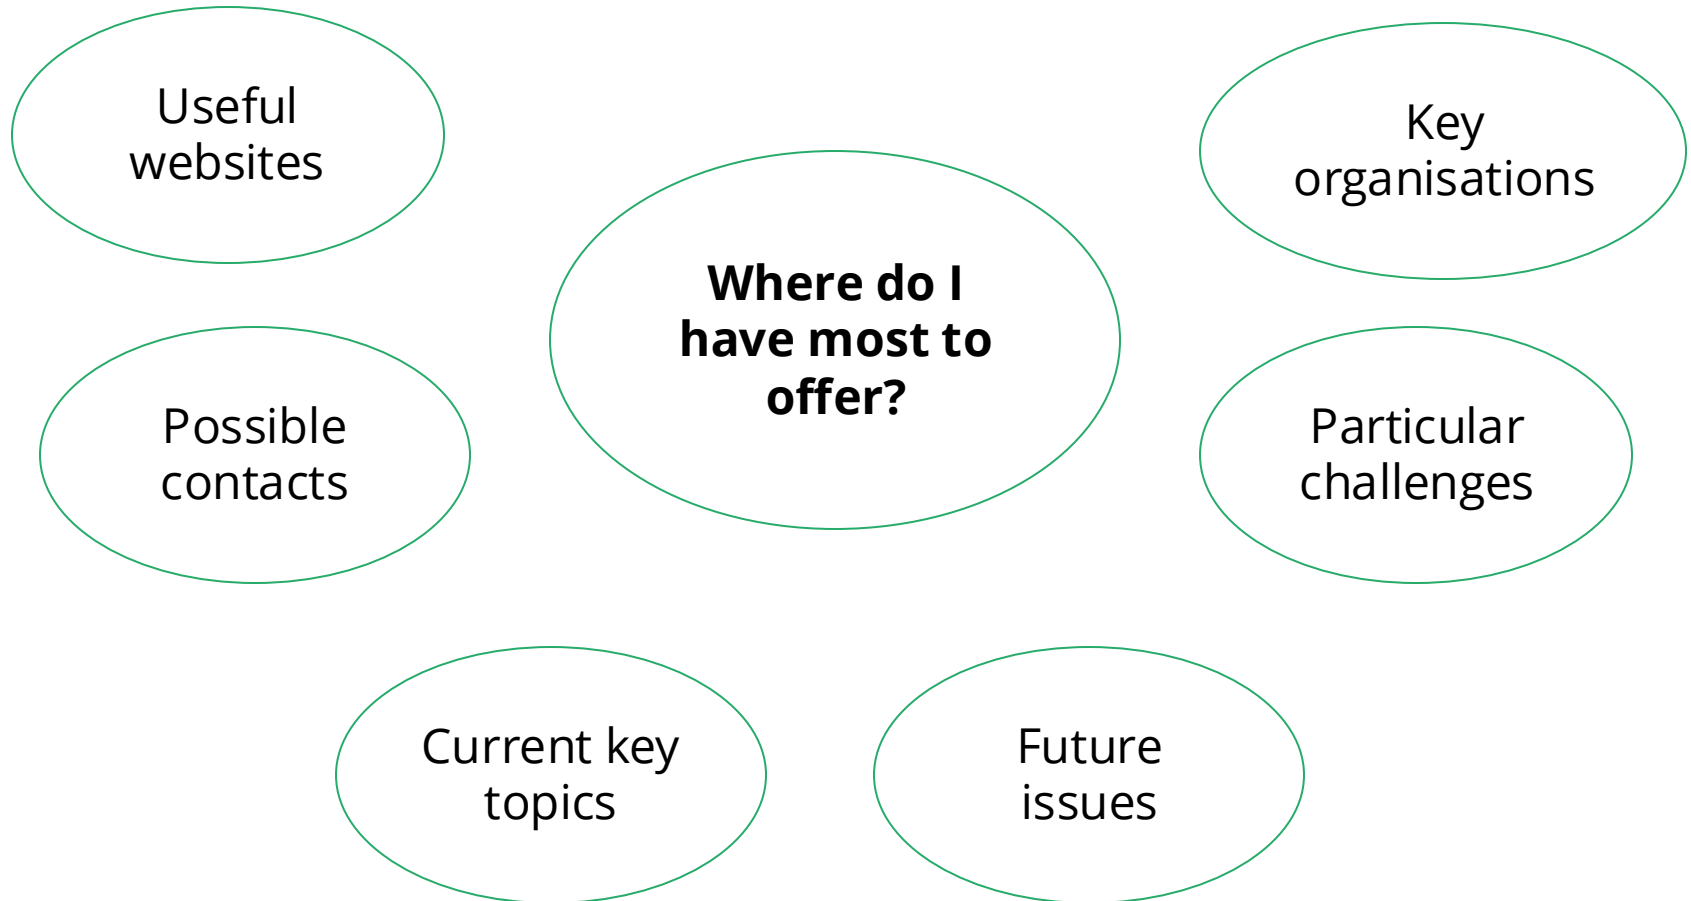 Useful
websites
Key
organisations
Where do I
have most to
offer?
Possible
contacts
Particular
challenges
Current key
topics
Future
issues